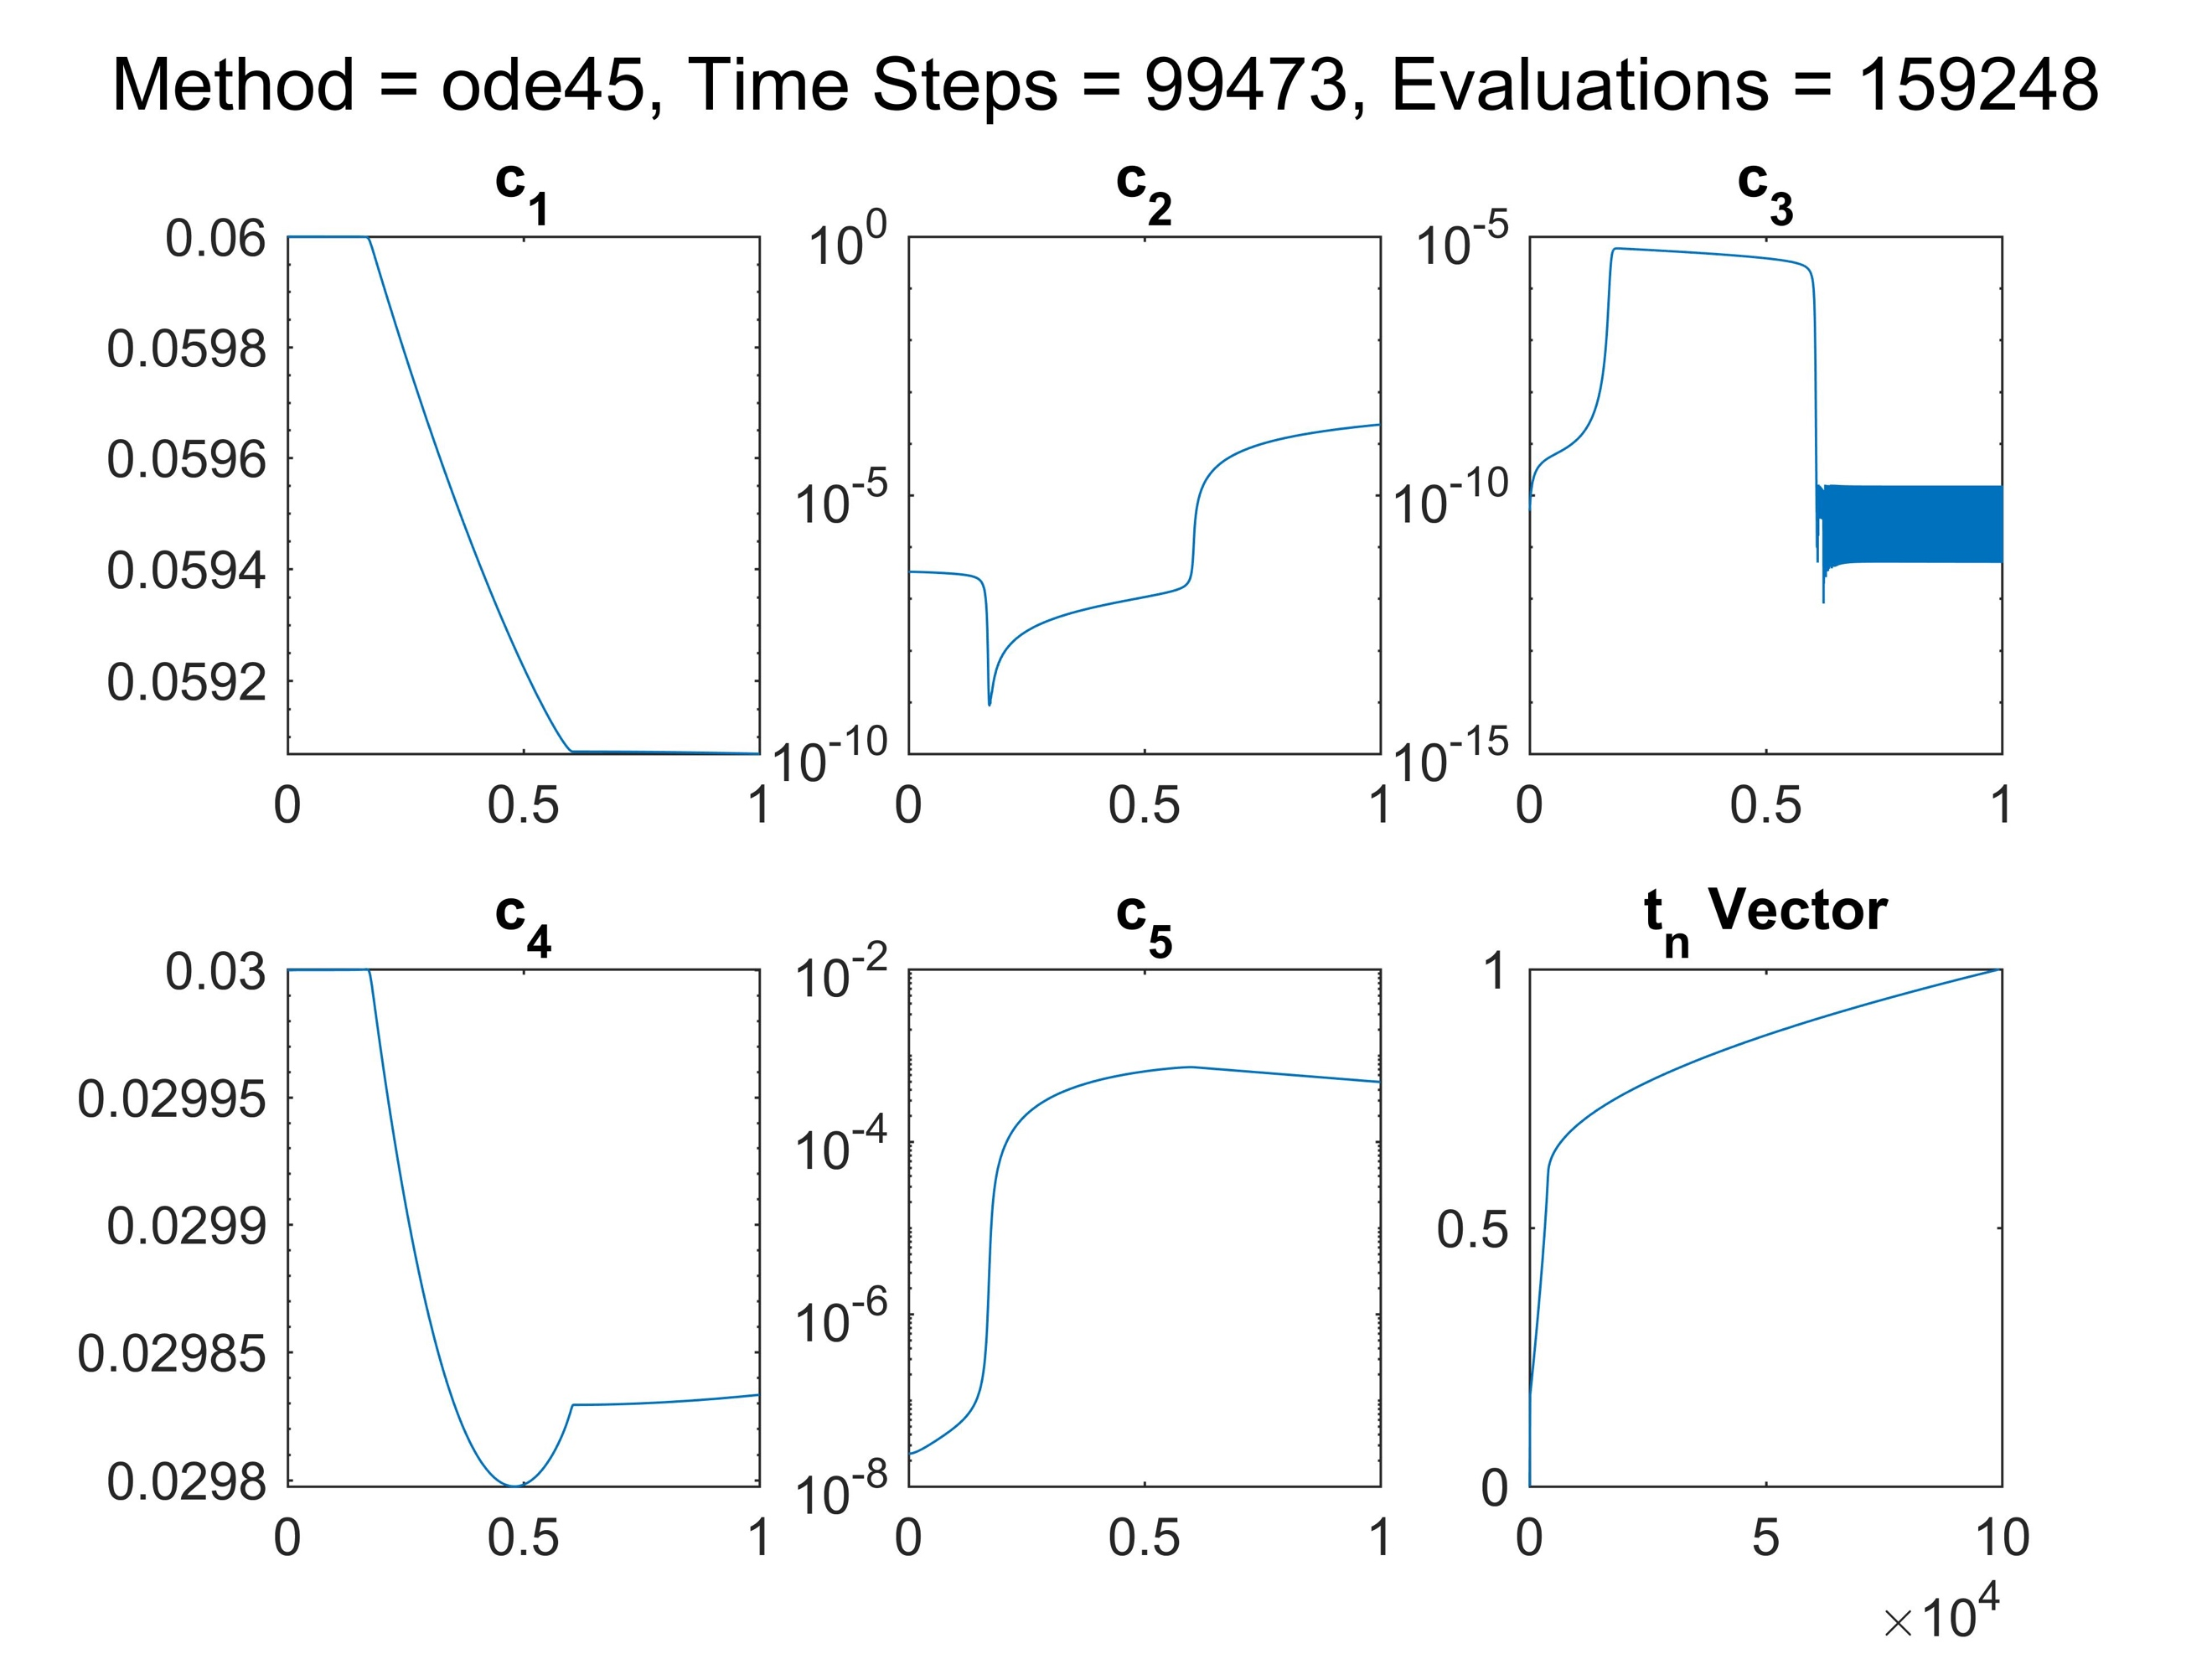 Method = ode45, Time Steps = 99473, Evaluations = 159248
c₁
0.06
0.0598
0.0596
0.0594
0.0592
0 0.5 1
c₂
10⁰
10⁻⁵
10⁻¹⁰
0 0.5 1
c₃
10⁻⁵
10⁻¹⁰
10⁻¹⁵
0 0.5 1
c₄
0.03
0.02995
0.0299
0.02985
0.0298
0 0.5 1
c₅
10⁻²
10⁻⁴
10⁻⁶
10⁻⁸
0 0.5 1
tₙ Vector
1
0.5
0
0 5 10
×10⁴